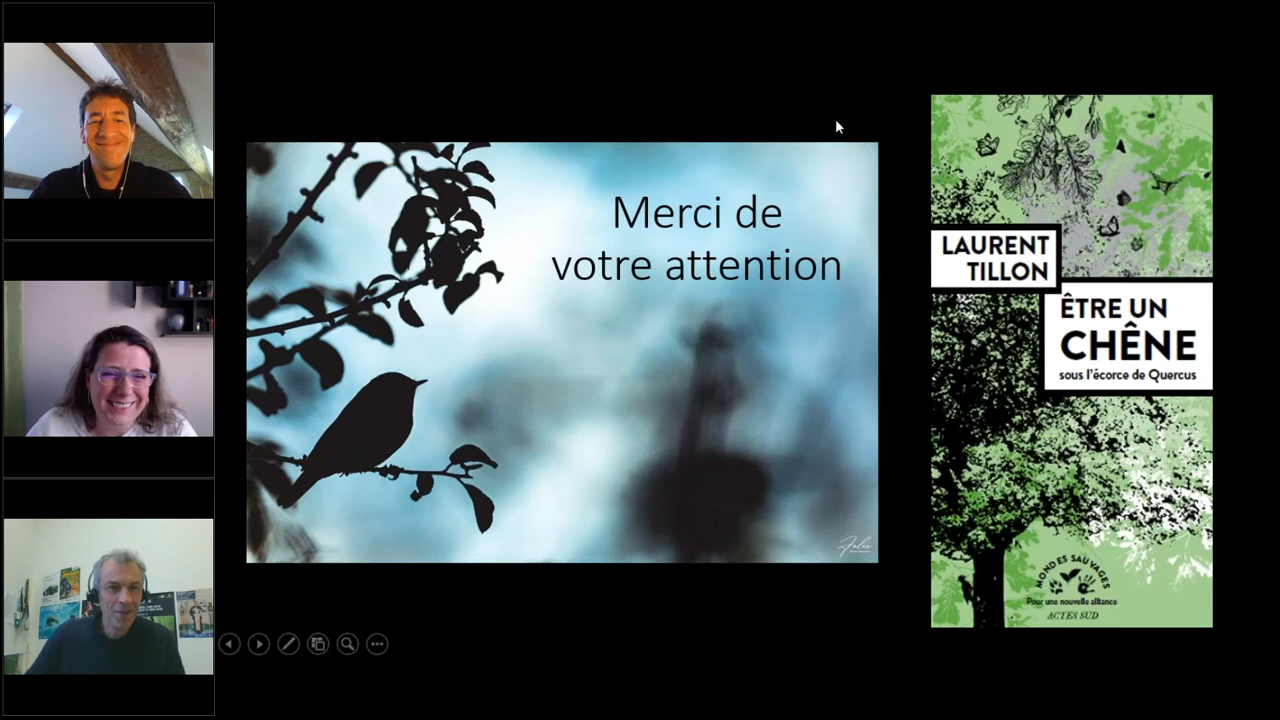 Merci de
votre attention
LAURENT
TILLON
ÊTRE UN
CHÊNE
sous l'écorce de Quercus
MONDES SAUVAGES
Pour une nouvelle alliance
ACTES SUD